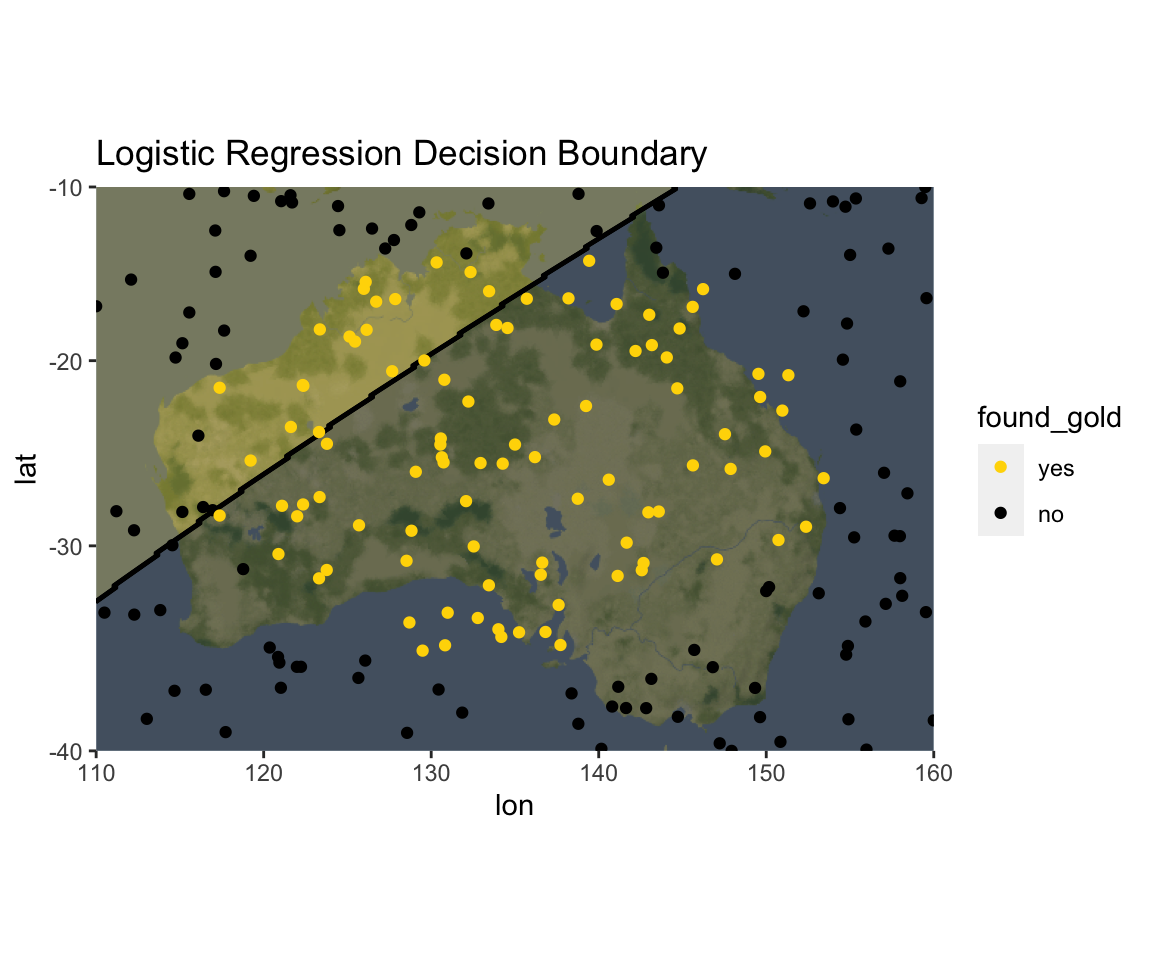 Logistic Regression Decision Boundary
-10
-20
-30
-40
lat
110 120 130 140 150 160
lon
found_gold
yes
no